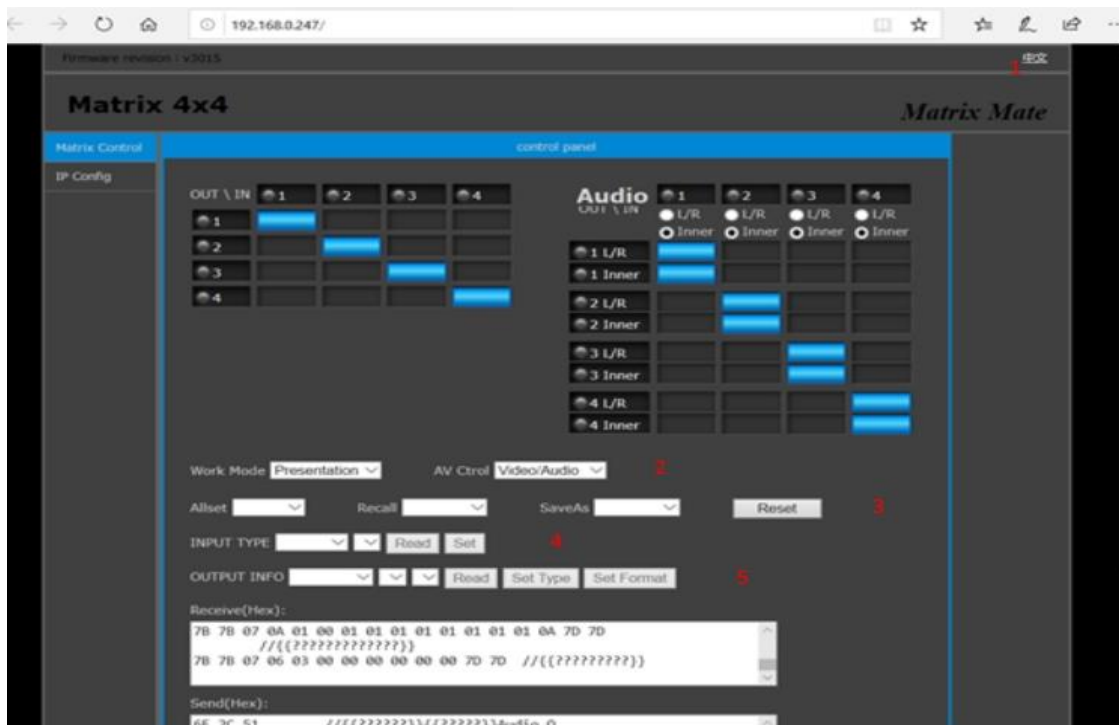 192.168.0.247/
Firmware revision : v3015
中文
1
Matrix 4x4
Matrix Mate
Matrix Control
control panel
IP Config
OUT \ IN 1 2 3 4
1
2
3
4
Audio 1 2 3 4
OUT \ IN L/R L/R L/R L/R
Inner Inner Inner Inner
1 L/R
1 Inner
2 L/R
2 Inner
3 L/R
3 Inner
4 L/R
4 Inner
Work Mode Presentation AV Ctrol Video/Audio 2
Allset Recall SaveAs Reset 3
INPUT TYPE Read Set 4
OUTPUT INFO Read Set Type Set Format 5
Receive(Hex):
7B 7B 07 0A 01 00 01 01 01 01 01 01 01 01 01 0A 7D 7D
//{{?????????????}}
7B 7B 07 06 03 00 00 00 00 00 00 7D 7D //{{?????????}}
Send(Hex):